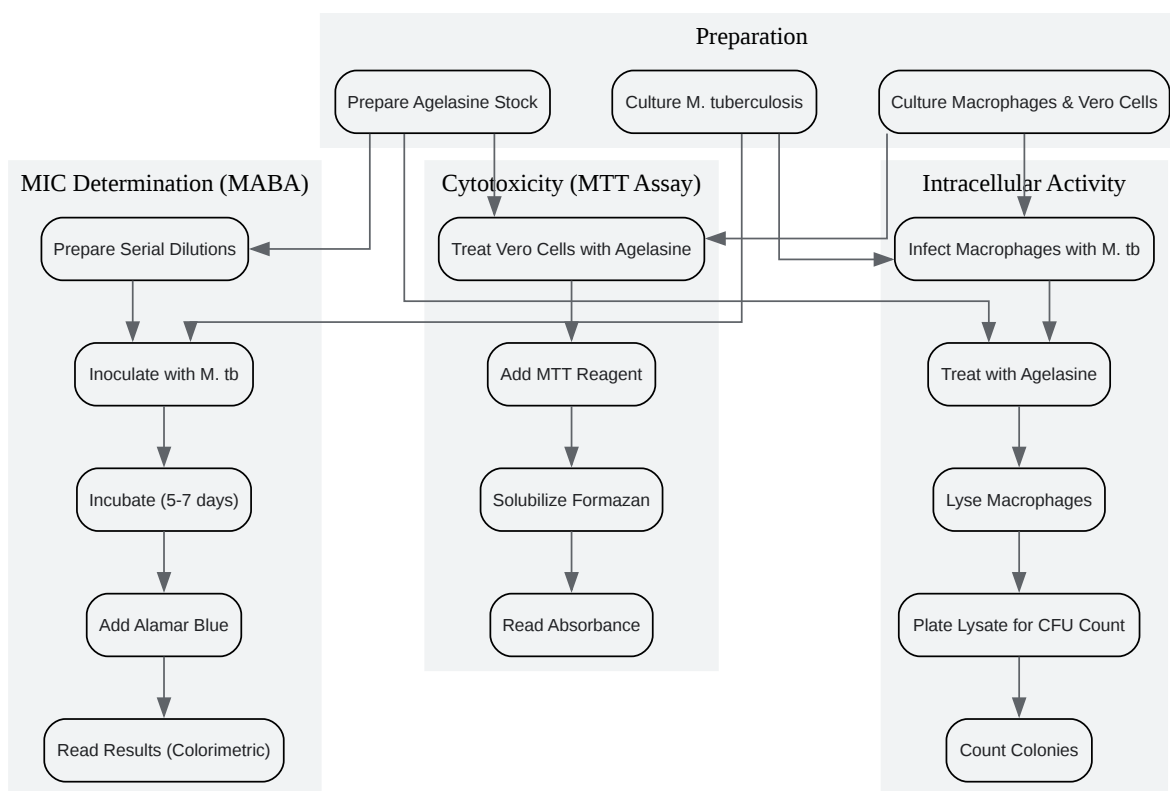 Preparation
Prepare Agelasine Stock
Culture M. tuberculosis
Culture Macrophages & Vero Cells
MIC Determination (MABA)
Prepare Serial Dilutions
Inoculate with M. tb
Incubate (5-7 days)
Add Alamar Blue
Read Results (Colorimetric)
Cytotoxicity (MTT Assay)
Treat Vero Cells with Agelasine
Add MTT Reagent
Solubilize Formazan
Read Absorbance
Intracellular Activity
Infect Macrophages with M. tb
Treat with Agelasine
Lyse Macrophages
Plate Lysate for CFU Count
Count Colonies